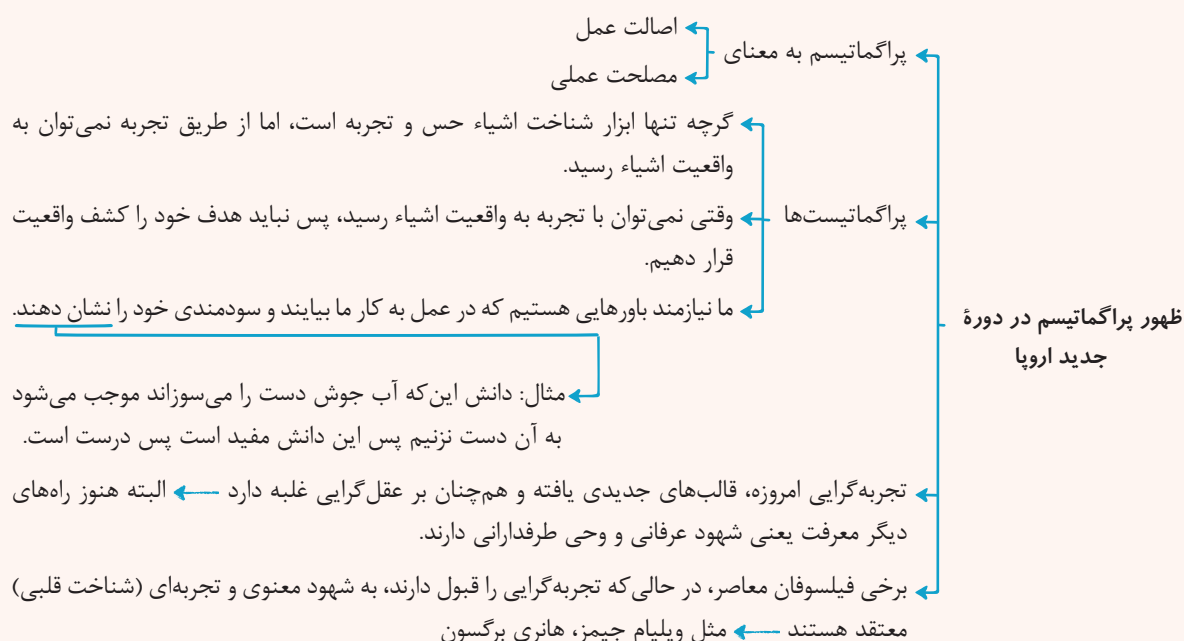 ظهور پراگماتیسم در دورهٔ
جدید اروپا
پراگماتیسم به معنای
اصالت عمل
مصلحت عملی
پراگماتیست‌ها
گرچه تنها ابزار شناخت اشیاء حس و تجربه است، اما از طریق تجربه نمی‌توان به
واقعیت اشیاء رسید.
وقتی نمی‌توان با تجربه به واقعیت اشیاء رسید، پس نباید هدف خود را کشف واقعیت
قرار دهیم.
ما نیازمند باورهایی هستیم که در عمل به کار ما بیایند و سودمندی خود را نشان دهند.
مثال: دانش این‌که آب جوش دست را می‌سوزاند موجب می‌شود
به آن دست نزنیم پس این دانش مفید است پس درست است.
تجربه‌گرایی امروزه، قالب‌های جدیدی یافته و هم‌چنان بر عقل‌گرایی غلبه دارد البته هنوز راه‌های
دیگر معرفت یعنی شهود عرفانی و وحی طرفدارانی دارند.
برخی فیلسوفان معاصر، در حالی‌که تجربه‌گرایی را قبول دارند، به شهود معنوی و تجربه‌ای (شناخت قلبی)
معتقد هستند مثل ویلیام جیمز، هانری برگسون